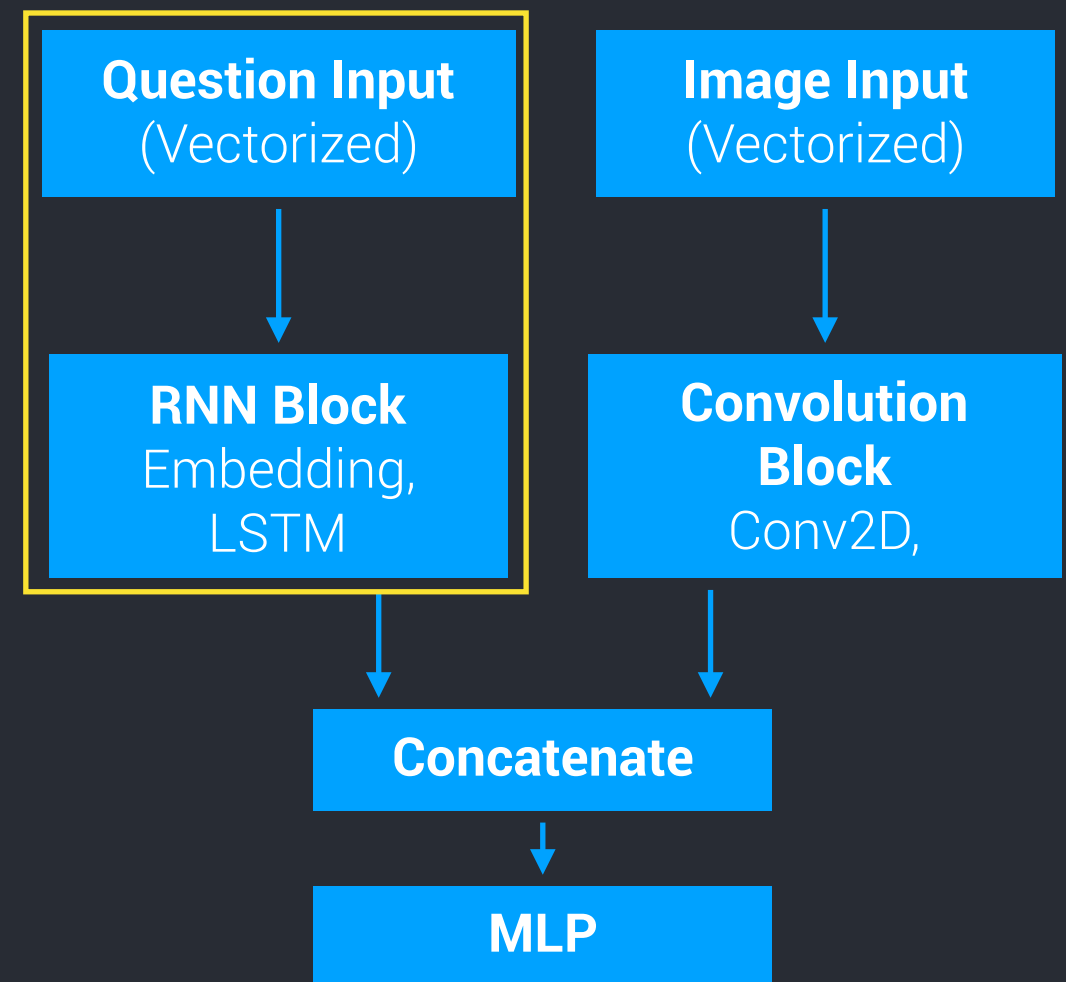 Question Input
(Vectorized)
Image Input
(Vectorized)
RNN Block
Embedding,
LSTM
Convolution
Block
Conv2D,
Concatenate
MLP